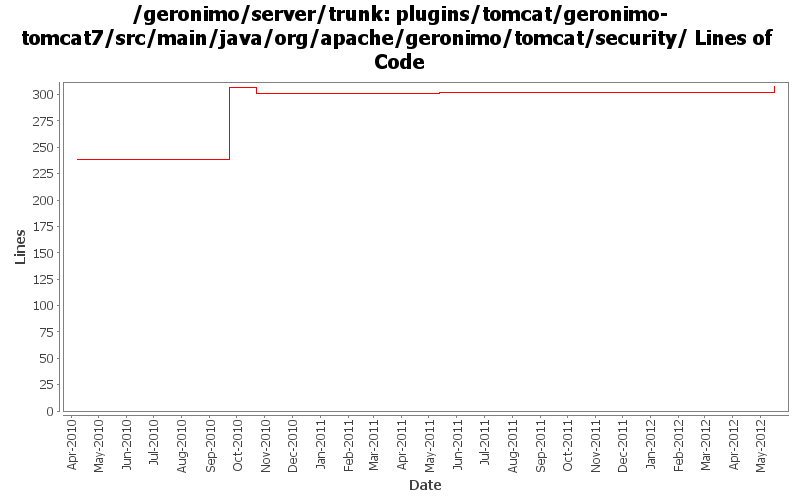 /geronimo/server/trunk: plugins/tomcat/geronimo-
tomcat7/src/main/java/org/apache/geronimo/tomcat/security/ Lines of
Code
Lines
300
275
250
225
200
175
150
125
100
75
50
25
0
Apr-2010
May-2010
Jun-2010
Jul-2010
Aug-2010
Sep-2010
Oct-2010
Nov-2010
Dec-2010
Jan-2011
Feb-2011
Mar-2011
Apr-2011
May-2011
Jun-2011
Jul-2011
Aug-2011
Sep-2011
Oct-2011
Nov-2011
Dec-2011
Jan-2012
Feb-2012
Mar-2012
Apr-2012
May-2012
Date